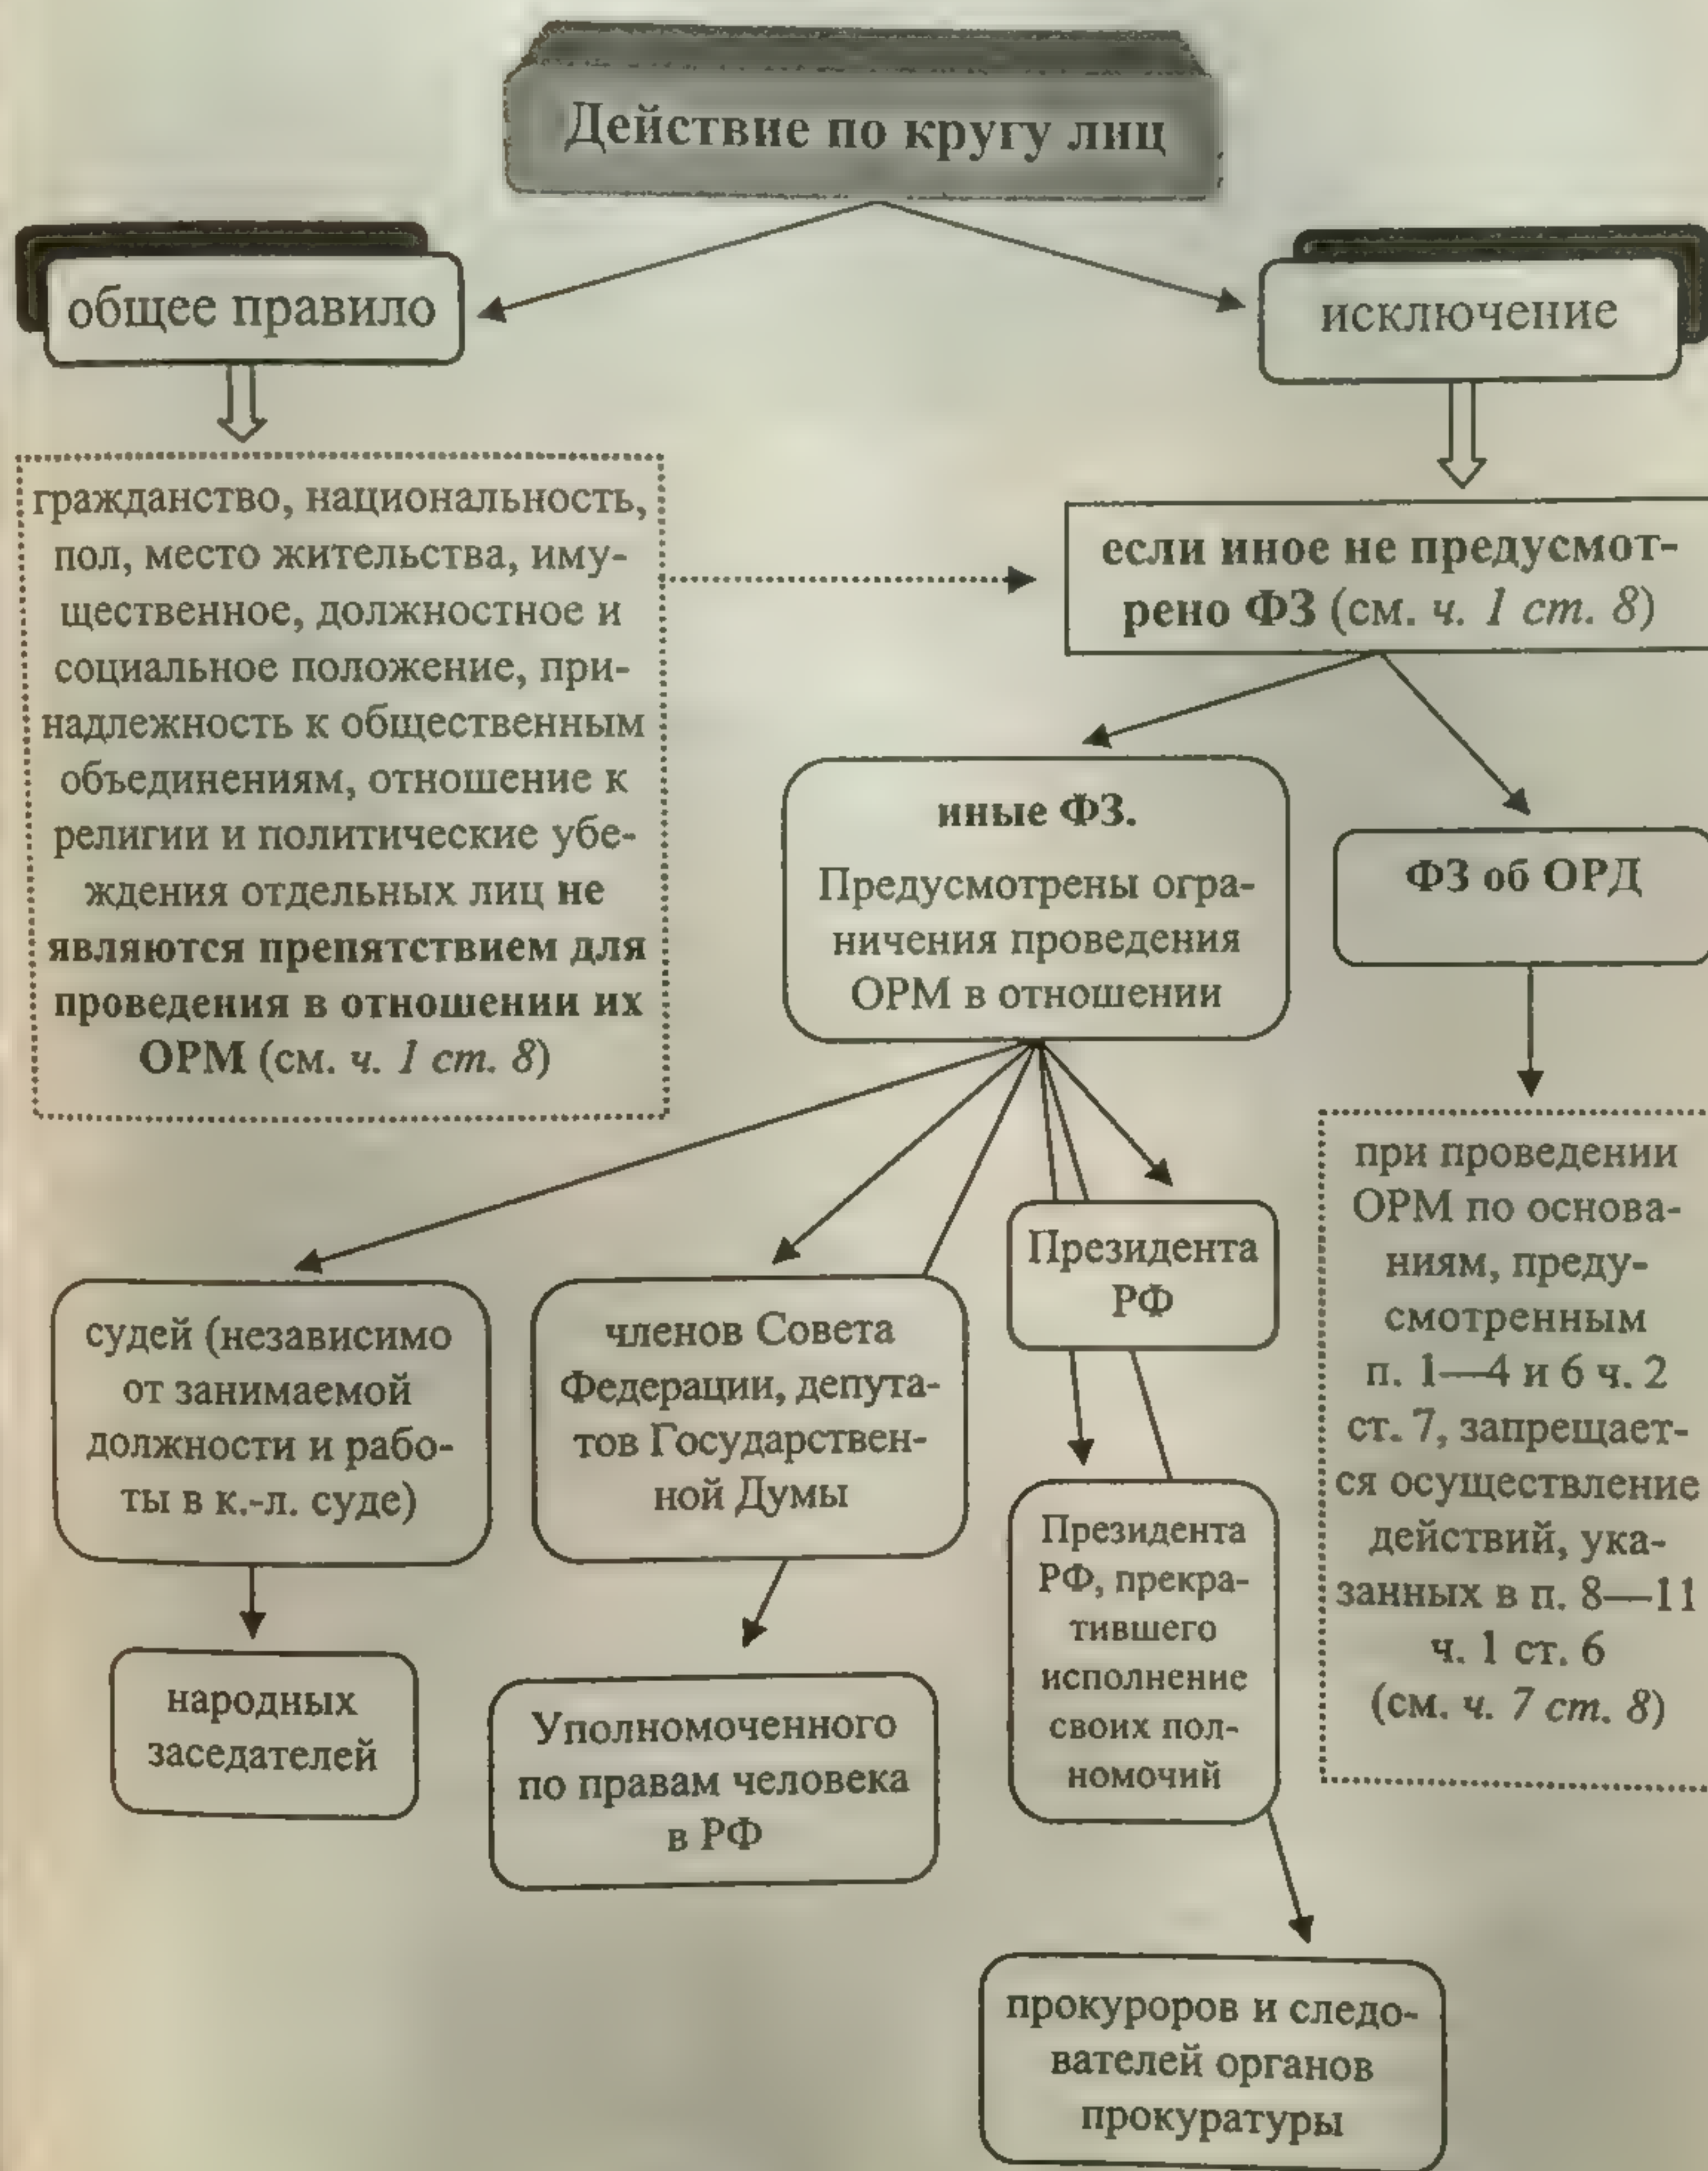 Действие по кругу лиц
общее правило
исключение
гражданство, национальность,
пол, место жительства, иму-
щественное, должностное и
социальное положение, при-
надлежность к общественным
объединениям, отношение к
религии и политические убе-
ждения отдельных лиц не
являются препятствием для
проведения в отношении их
ОРМ (см. ч. 1 ст. 8)
если иное не предусмот-
рено ФЗ (см. ч. 1 ст. 8)
иные ФЗ.
Предусмотрены огра-
ничения проведения
ОРМ в отношении
ФЗ об ОРД
судей (независимо
от занимаемой
должности и рабо-
ты в к.-л. суде)
народных
заседателей
членов Совета
Федерации, депута-
тов Государствен-
ной Думы
Уполномоченного
по правам человека
в РФ
Президента
РФ
Президента
РФ, прекра-
тившего
исполнение
своих пол-
номочий
прокуроров и следо-
вателей органов
прокуратуры
при проведении
ОРМ по основа-
ниям, преду-
смотренным
п. 1—4 и 6 ч. 2
ст. 7, запрещает-
ся осуществление
действий, ука-
занных в п. 8—11
ч. 1 ст. 6
(см. ч. 7 ст. 8)